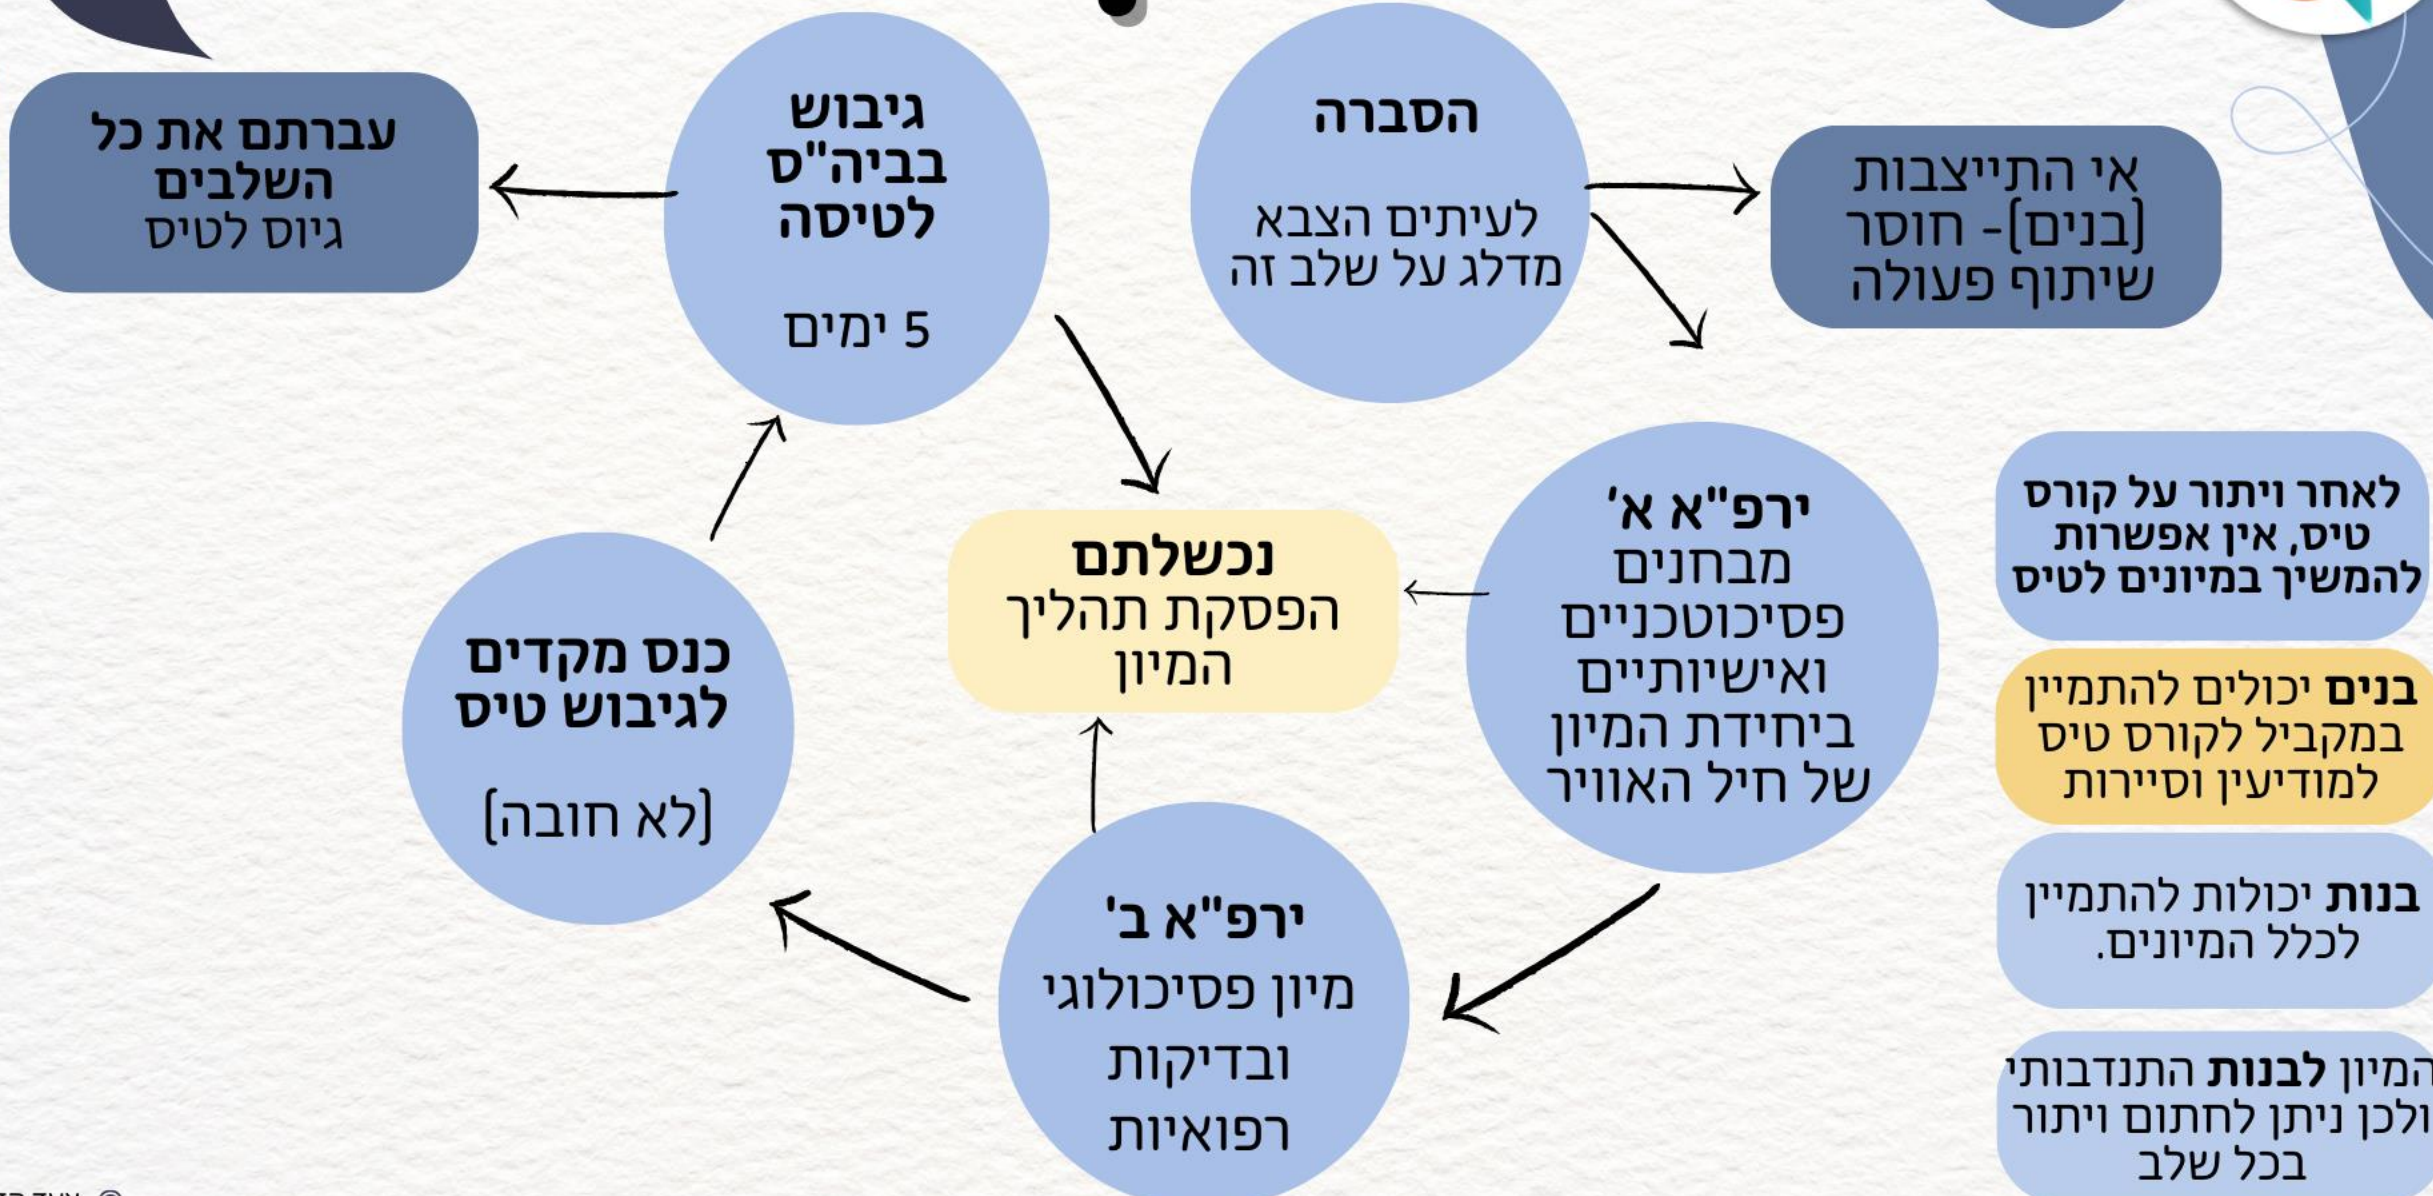 הסברה
לעיתים הצבא
מדלג על שלב זה
אי התייצבות
(בנים)- חוסר
שיתוף פעולה
ירפ"א א'
מבחנים
פסיכוטכניים
ואישיותיים
ביחידת המיון
של חיל האוויר
ירפ"א ב'
מיון פסיכולוגי
ובדיקות
רפואיות
נכשלתם
הפסקת תהליך
המיון
כנס מקדים
לגיבוש טיס
(לא חובה)
גיבוש
בביה"ס
לטיסה
5 ימים
עברתם את כל
השלבים
גיוס לטיס
לאחר ויתור על קורס
טיס, אין אפשרות
להמשיך במיונים לטיס
בנים יכולים להתמיין
במקביל לקורס טיס
למודיעין וסיירות
בנות יכולות להתמיין
לכלל המיונים.
המיון לבנות התנדבותי
ולכן ניתן לחתום ויתור
בכל שלב